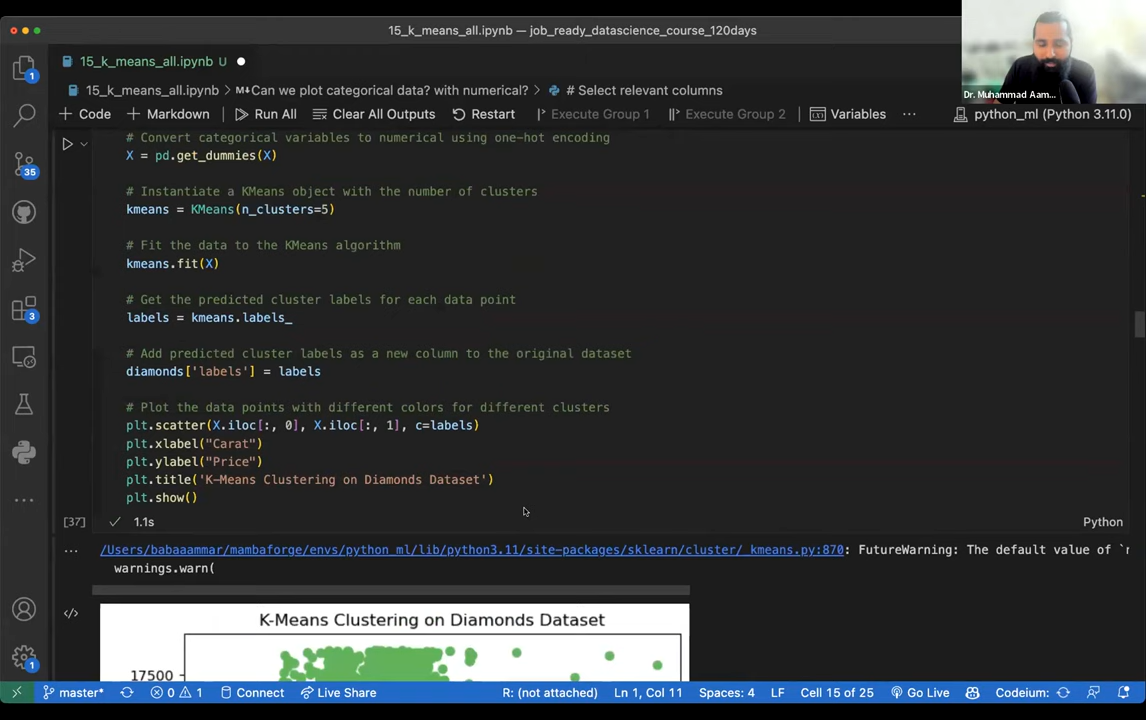 15_k_means_all.ipynb — job_ready_datascience_course_120days
15_k_means_all.ipynb U
15_k_means_all.ipynb > M↓Can we plot categorical data? with numerical? > # Select relevant columns
+ Code + Markdown Run All Clear All Outputs Restart Execute Group 1 Execute Group 2 Variables ... python_ml (Python 3.11.0)
Dr. Muhammad Aam...
# Convert categorical variables to numerical using one-hot encoding
X = pd.get_dummies(X)
# Instantiate a KMeans object with the number of clusters
kmeans = KMeans(n_clusters=5)
# Fit the data to the KMeans algorithm
kmeans.fit(X)
# Get the predicted cluster labels for each data point
labels = kmeans.labels_
# Add predicted cluster labels as a new column to the original dataset
diamonds['labels'] = labels
# Plot the data points with different colors for different clusters
plt.scatter(X.iloc[:, 0], X.iloc[:, 1], c=labels)
plt.xlabel("Carat")
plt.ylabel("Price")
plt.title('K-Means Clustering on Diamonds Dataset')
plt.show()
[37] ✓ 1.1s Python
... /Users/babaaammar/mambaforge/envs/python_ml/lib/python3.11/site-packages/sklearn/cluster/_kmeans.py:870: FutureWarning: The default value of `
warnings.warn(
K-Means Clustering on Diamonds Dataset
17500
1
35
3
1
master* 0 1 Connect Live Share R: (not attached) Ln 1, Col 11 Spaces: 4 LF Cell 15 of 25 Go Live Codeium: